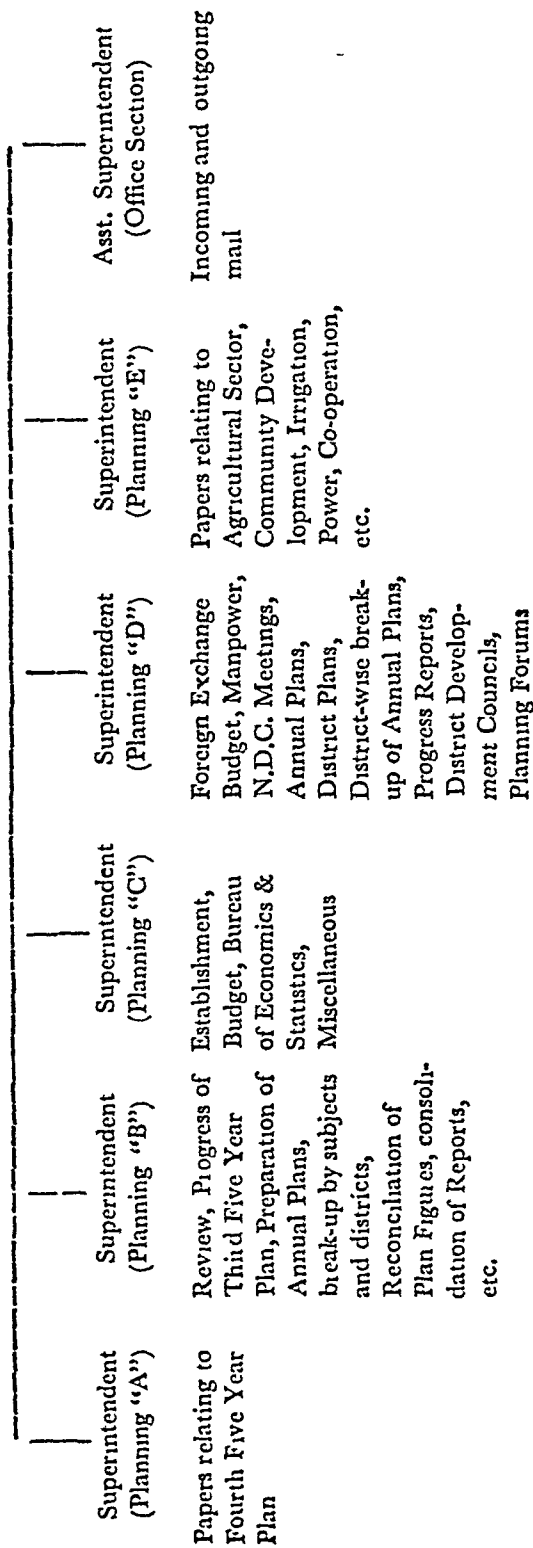 Superintendent
(Planning “A”)
Papers relating to
Fourth Five Year
Plan
Superintendent
(Planning “B”)
Review, Progress of
Third Five Year
Plan, Preparation of
Annual Plans,
break-up by subjects
and districts,
Reconciliation of
Plan Figures, consoli-
dation of Reports,
etc.
Superintendent
(Planning “C”)
Establishment,
Budget, Bureau
of Economics &
Statistics,
Miscellaneous
Superintendent
(Planning “D”)
Foreign Exchange
Budget, Manpower,
N.D.C. Meetings,
Annual Plans,
District Plans,
District-wise break-
up of Annual Plans,
Progress Reports,
District Develop-
ment Councils,
Planning Forums
Superintendent
(Planning “E”)
Papers relating to
Agricultural Sector,
Community Deve-
lopment, Irrigation,
Power, Co-operation,
etc.
Asst. Superintendent
(Office Section)
Incoming and outgoing
mail